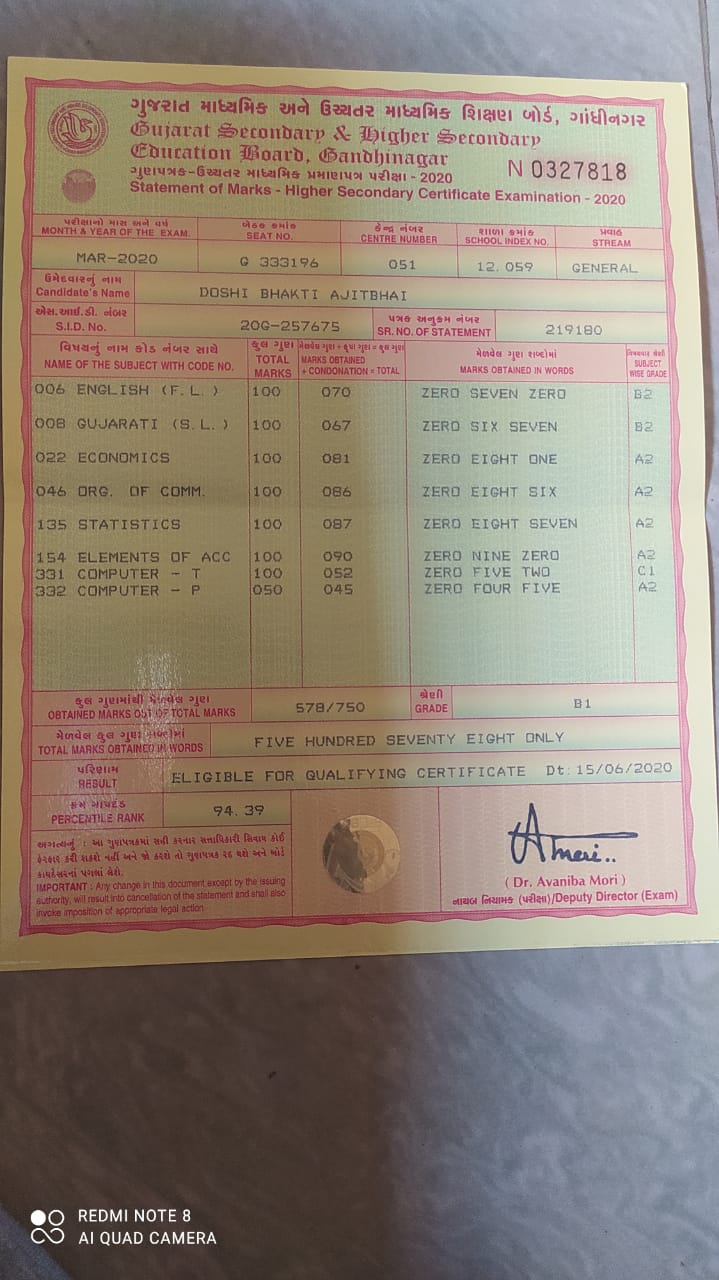 ગુજરાત માધ્યમિક અને ઉચ્ચતર માધ્યમિક શિક્ષણ બોર્ડ, ગાંધીનગર
Gujarat Secondary & Higher Secondary
Education Board, Gandhinagar
N 0327818
ગુણપત્રક-ઉચ્ચતર માધ્યમિક પ્રમાણપત્ર પરીક્ષા - 2020
Statement of Marks - Higher Secondary Certificate Examination - 2020
પરીક્ષાનો માસ અને વર્ષ બેઠક ક્રમાંક કેન્દ્ર નંબર શાળા ક્રમાંક પ્રવાહ
MONTH & YEAR OF THE EXAM. SEAT NO. CENTRE NUMBER SCHOOL INDEX NO. STREAM
MAR-2020 G 333196 051 12.059 GENERAL
ઉમેદવારનું નામ
Candidate's Name DOSHI BHAKTI AJITBHAI
એસ.આઈ.ડી. નંબર પત્રક અનુક્રમ નંબર
S.I.D. No. 20G-257675 SR. NO. OF STATEMENT 219180
વિષયનું નામ કોડ નંબર સાથે કુલ ગુણ મેળવેલ ગુણ + કૃપા ગુણ = કુલ ગુણ મેળવેલ ગુણ શબ્દોમાં વિષયવાર શ્રેણી
NAME OF THE SUBJECT WITH CODE NO. TOTAL MARKS MARKS OBTAINED + CONDONATION = TOTAL MARKS OBTAINED IN WORDS SUBJECT WISE GRADE
006 ENGLISH (F.L.) 100 070 ZERO SEVEN ZERO B2
008 GUJARATI (S.L.) 100 067 ZERO SIX SEVEN B2
022 ECONOMICS 100 081 ZERO EIGHT ONE A2
046 ORG. OF COMM. 100 086 ZERO EIGHT SIX A2
135 STATISTICS 100 087 ZERO EIGHT SEVEN A2
154 ELEMENTS OF ACC 100 090 ZERO NINE ZERO A2
331 COMPUTER - T 100 052 ZERO FIVE TWO C1
332 COMPUTER - P 050 045 ZERO FOUR FIVE A2
કુલ ગુણમાંથી મેળવેલ ગુણ શ્રેણી
OBTAINED MARKS OUT OF TOTAL MARKS 578/750 GRADE B1
મેળવેલ કુલ ગુણ શબ્દોમાં
TOTAL MARKS OBTAINED IN WORDS FIVE HUNDRED SEVENTY EIGHT ONLY
પરિણામ
RESULT ELIGIBLE FOR QUALIFYING CERTIFICATE Dt:15/06/2020
ક્રમ માપદંડ
PERCENTILE RANK 94.39
અગત્યનું : આ ગુણપત્રકમાં સહી કરનાર સત્તાધિકારી સિવાય કોઈ
ફેરફાર કરી શકશે નહીં અને જો કરશે તો ગુણપત્રક રદ થશે અને બોર્ડ
કાયદેસરનાં પગલાં લેશે.
IMPORTANT : Any change in this document except by the issuing
authority, will result into cancellation of the statement and shall also
invoke imposition of appropriate legal action
( Dr. Avaniba Mori )
નાયબ નિયામક (પરીક્ષા)/Deputy Director (Exam)
REDMI NOTE 8
AI QUAD CAMERA